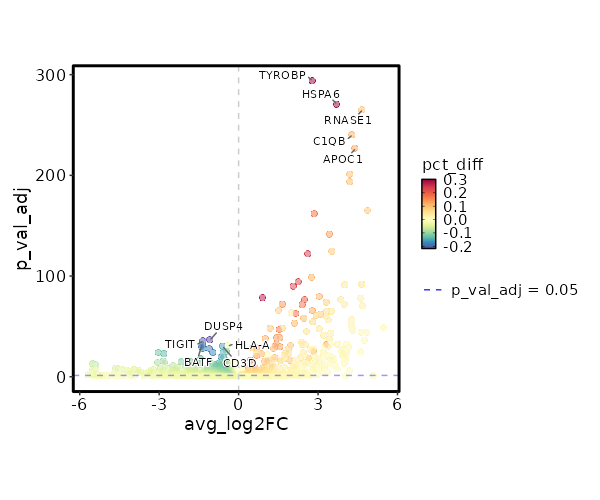 300
200
100
0
p_val_adj
-6
-3
0
3
6
avg_log2FC
TYROBP
HSPA6
RNASE1
C1QB
APOC1
DUSP4
TIGIT
HLA-A
BATF
CD3D
pct_diff
0.3
0.2
0.1
0.0
-0.1
-0.2
p_val_adj = 0.05